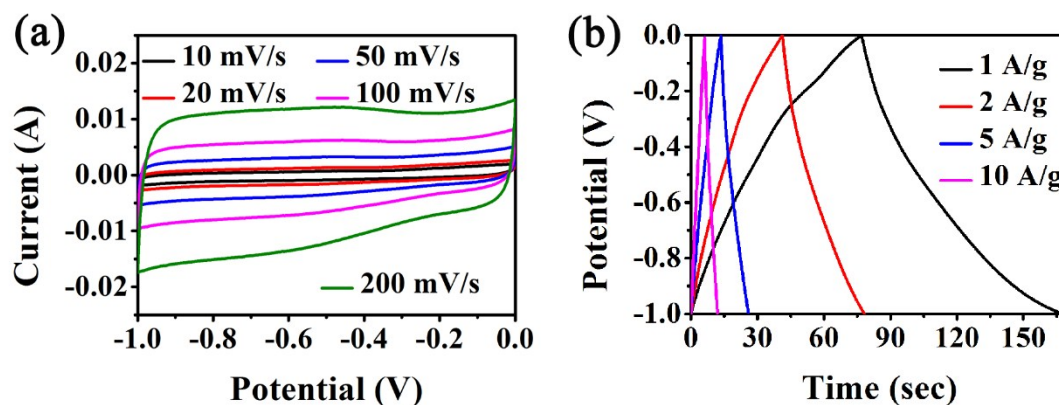 (a)
10 mV/s
50 mV/s
20 mV/s
100 mV/s
200 mV/s
0.02
0.01
0.00
-0.01
-0.02
Current (A)
-1.0 -0.8 -0.6 -0.4 -0.2 0.0
Potential (V)
(b)
1 A/g
2 A/g
5 A/g
10 A/g
0.0
-0.2
-0.4
-0.6
-0.8
-1.0
Potential (V)
0 30 60 90 120 150
Time (sec)